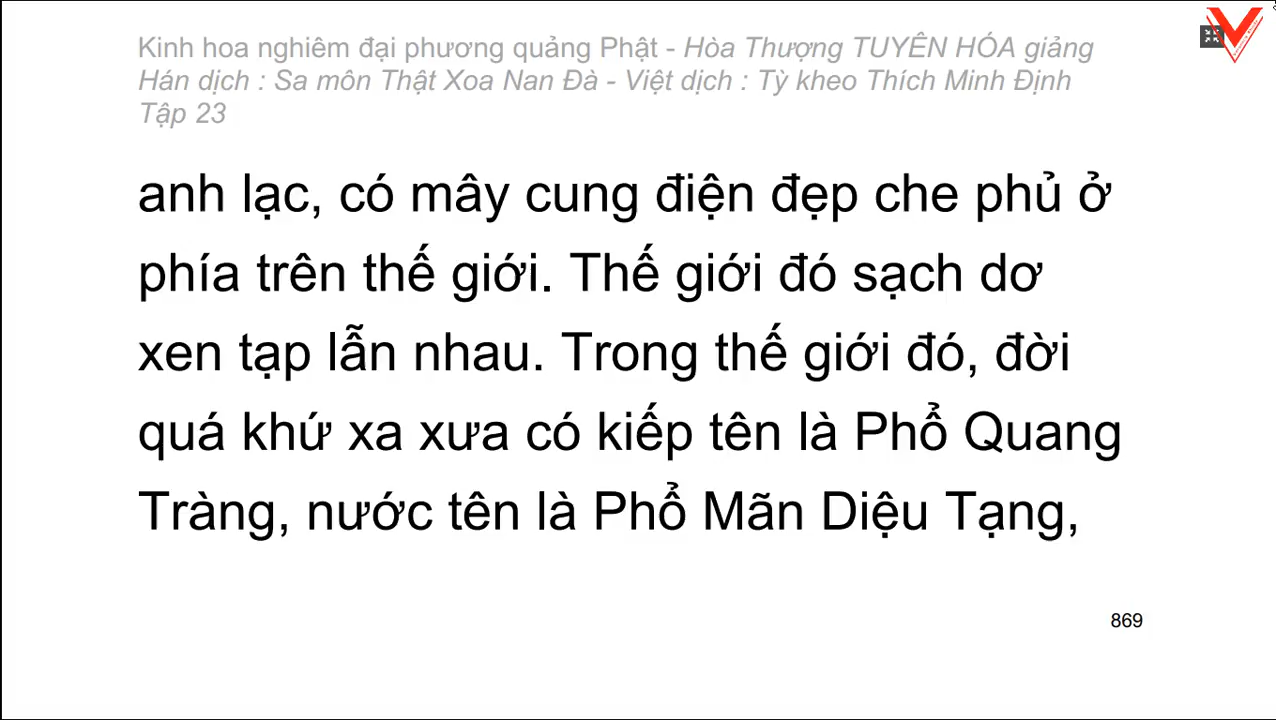 Kinh hoa nghiêm đại phương quảng Phật - Hòa Thượng TUYÊN HÓA giảng
Hán dịch : Sa môn Thật Xoa Nan Đà - Việt dịch : Tỳ kheo Thích Minh Định
Tập 23
anh lạc, có mây cung điện đẹp che phủ ở
phía trên thế giới. Thế giới đó sạch dơ
xen tạp lẫn nhau. Trong thế giới đó, đời
quá khứ xa xưa có kiếp tên là Phổ Quang
Tràng, nước tên là Phổ Mãn Diệu Tạng,
869